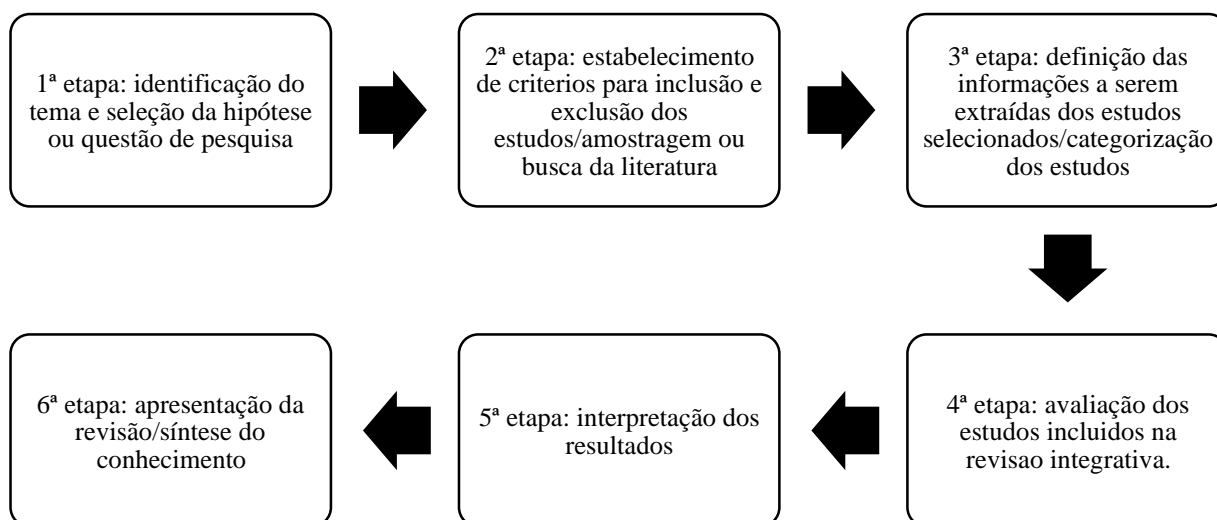 1ª etapa: identificação do
tema e seleção da hipótese
ou questão de pesquisa
2ª etapa: estabelecimento
de criterios para inclusão e
exclusão dos
estudos/amostragem ou
busca da literatura
3ª etapa: definição das
informações a serem
extraídas dos estudos
selecionados/categorização
dos estudos
4ª etapa: avaliação dos
estudos incluidos na
revisao integrativa.
5ª etapa: interpretação dos
resultados
6ª etapa: apresentação da
revisão/síntese do
conhecimento